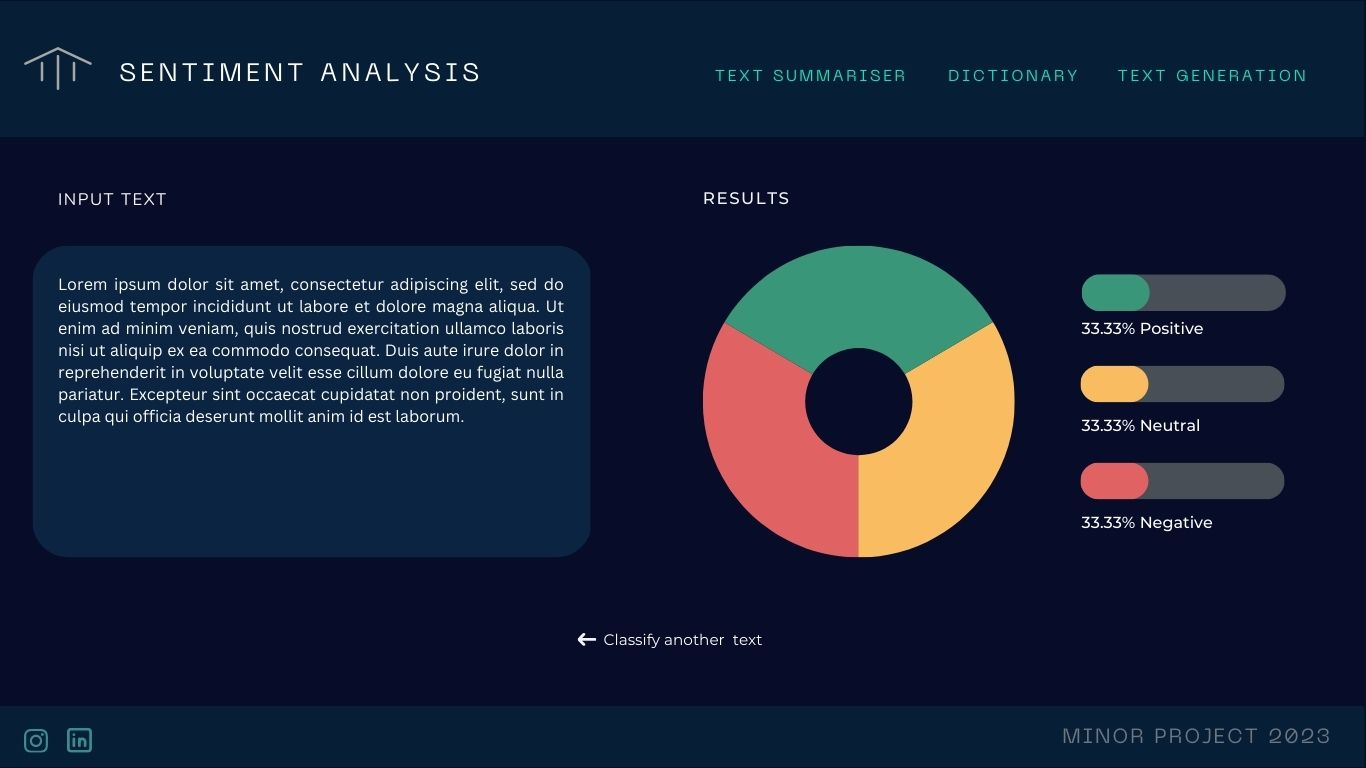 SENTIMENT ANALYSIS
TEXT SUMMARISER
DICTIONARY
TEXT GENERATION
INPUT TEXT
Lorem ipsum dolor sit amet, consectetur adipiscing elit, sed do
eiusmod tempor incididunt ut labore et dolore magna aliqua. Ut
enim ad minim veniam, quis nostrud exercitation ullamco laboris
nisi ut aliquip ex ea commodo consequat. Duis aute irure dolor in
reprehenderit in voluptate velit esse cillum dolore eu fugiat nulla
pariatur. Excepteur sint occaecat cupidatat non proident, sunt in
culpa qui officia deserunt mollit anim id est laborum.
RESULTS
33.33% Positive
33.33% Neutral
33.33% Negative
Classify another text
in
MINOR PROJECT 2023